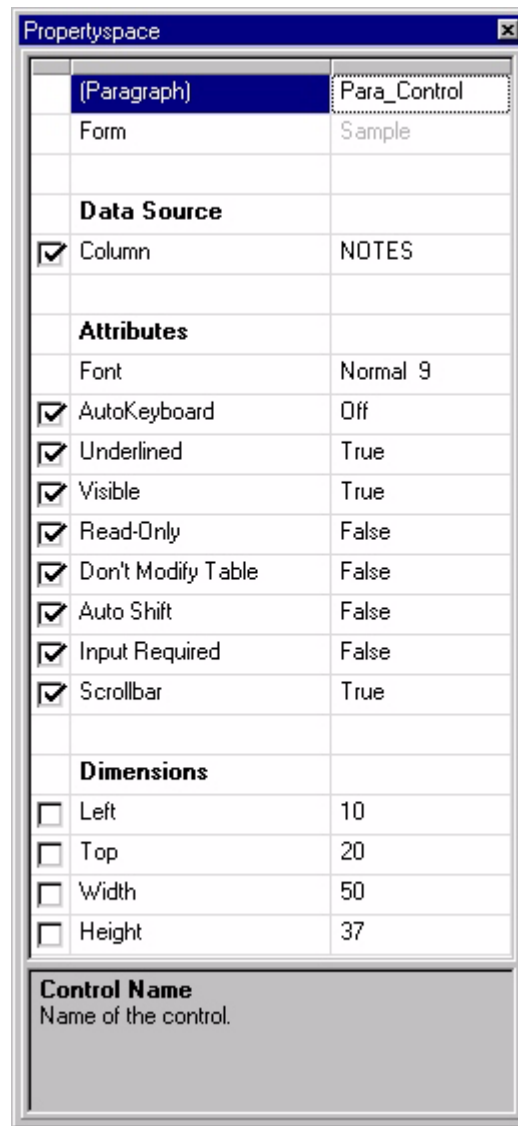 Propertyspace
(Paragraph) Para_Control
Form Sample
Data Source
Column NOTES
Attributes
Font Normal 9
AutoKeyboard Off
Underlined True
Visible True
Read-Only False
Don't Modify Table False
Auto Shift False
Input Required False
Scrollbar True
Dimensions
Left 10
Top 20
Width 50
Height 37
Control Name
Name of the control.